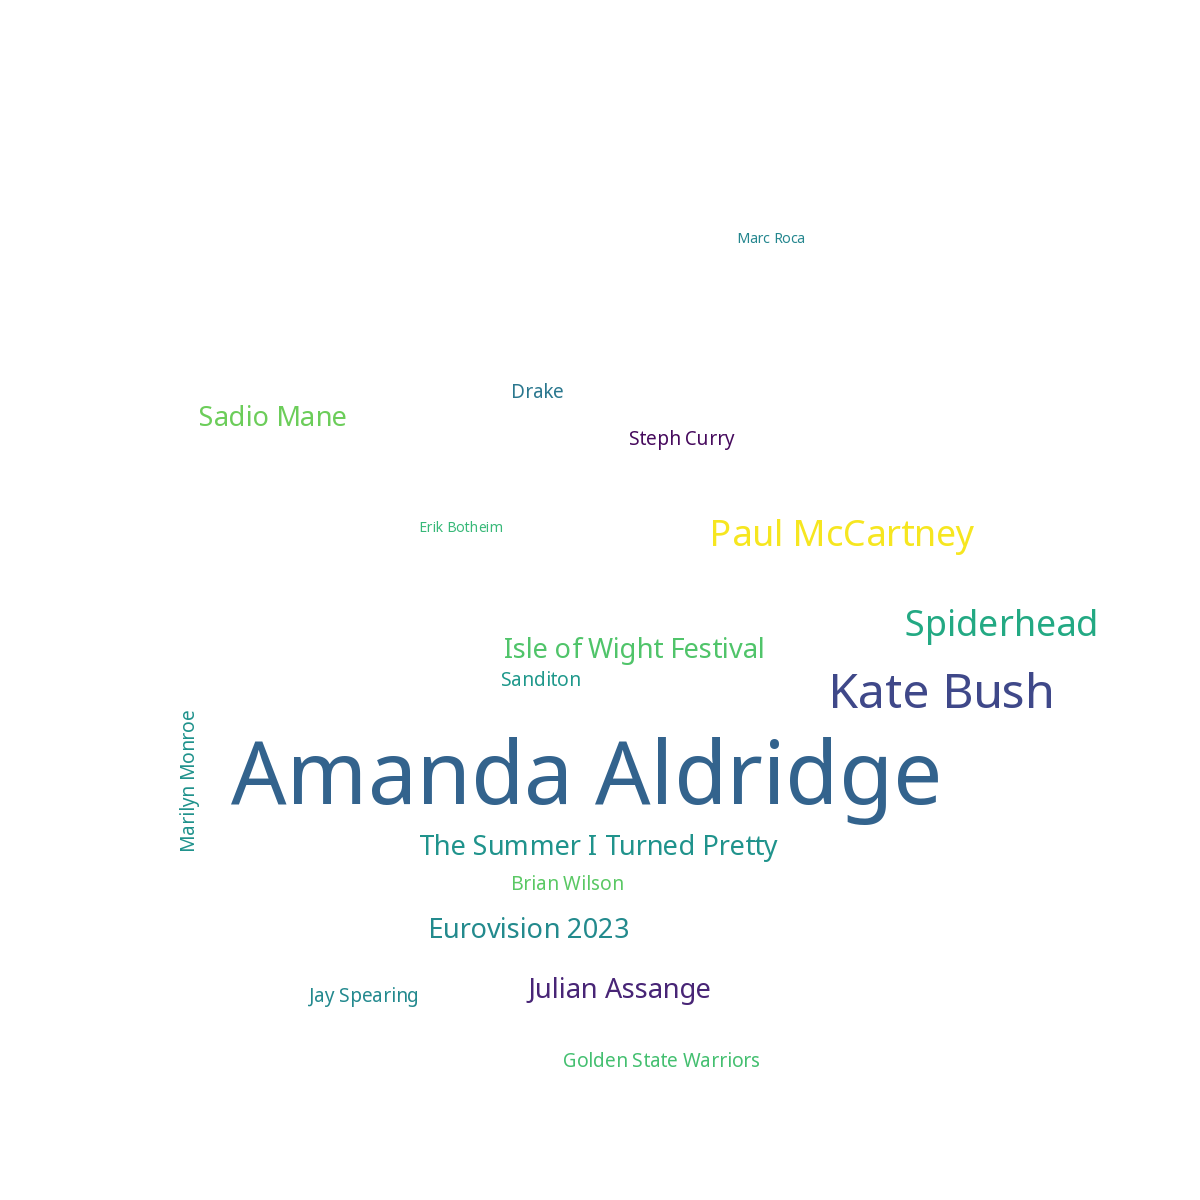 Marc Roca
Drake
Sadio Mane
Steph Curry
Erik Botheim
Paul McCartney
Spiderhead
Isle of Wight Festival
Sanditon
Kate Bush
Marilyn Monroe
Amanda Aldridge
The Summer I Turned Pretty
Brian Wilson
Eurovision 2023
Julian Assange
Jay Spearing
Golden State Warriors